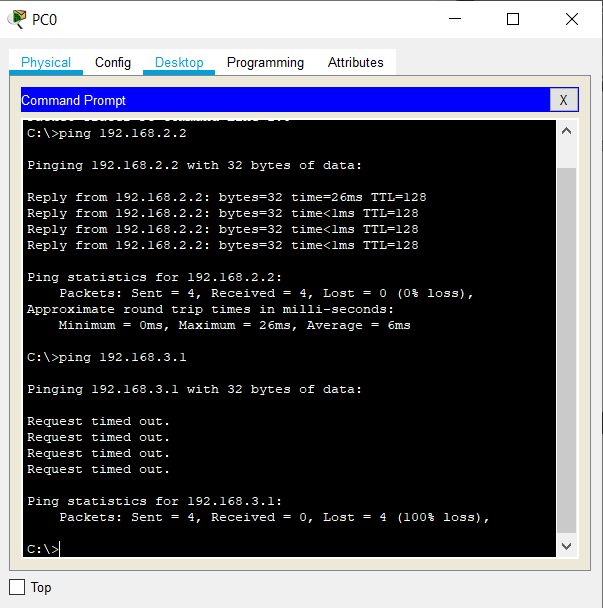 PC0
Physical Config Desktop Programming Attributes
Command Prompt X
C:\>ping 192.168.2.2
Pinging 192.168.2.2 with 32 bytes of data:
Reply from 192.168.2.2: bytes=32 time=26ms TTL=128
Reply from 192.168.2.2: bytes=32 time<1ms TTL=128
Reply from 192.168.2.2: bytes=32 time<1ms TTL=128
Reply from 192.168.2.2: bytes=32 time<1ms TTL=128
Ping statistics for 192.168.2.2:
Packets: Sent = 4, Received = 4, Lost = 0 (0% loss),
Approximate round trip times in milli-seconds:
Minimum = 0ms, Maximum = 26ms, Average = 6ms
C:\>ping 192.168.3.1
Pinging 192.168.3.1 with 32 bytes of data:
Request timed out.
Request timed out.
Request timed out.
Request timed out.
Ping statistics for 192.168.3.1:
Packets: Sent = 4, Received = 0, Lost = 4 (100% loss),
C:\>
Top